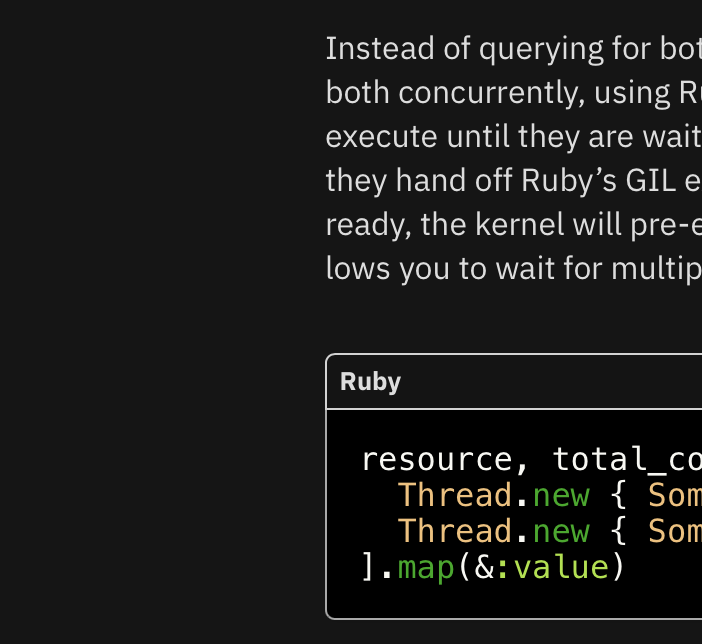 Instead of querying for bot
both concurrently, using Ru
execute until they are wait
they hand off Ruby’s GIL e
ready, the kernel will pre-e
lows you to wait for multip
Ruby
resource, total_co
  Thread.new { Som
  Thread.new { Som
].map(&:value)